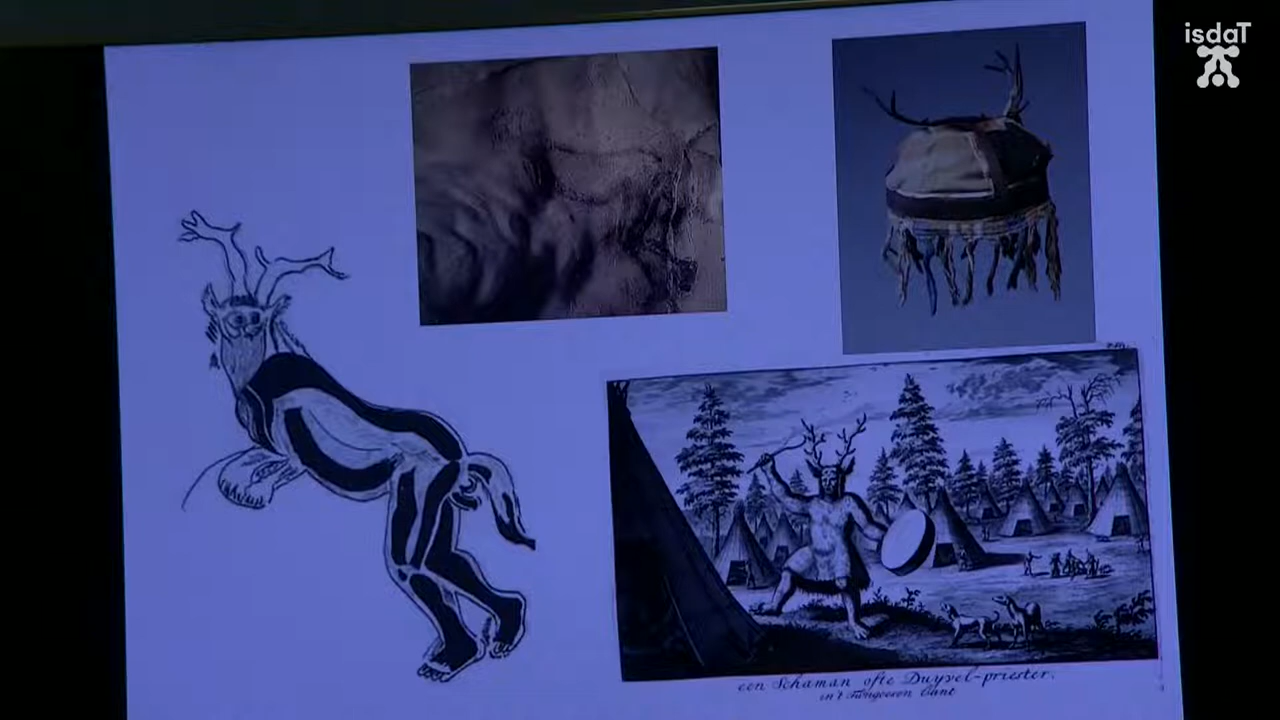 isdaT
een Schaman ofte Duyvel-priester.
in't Tungoesen lant